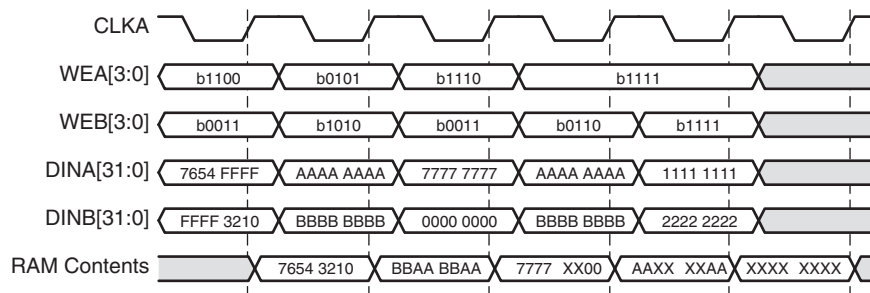 CLKA
WEA[3:0] b1100 b0101 b1110 b1111
WEB[3:0] b0011 b1010 b0011 b0110 b1111
DINA[31:0] 7654 FFFF AAAA AAAA 7777 7777 AAAA AAAA 1111 1111
DINB[31:0] FFFF 3210 BBBB BBBB 0000 0000 BBBB BBBB 2222 2222
RAM Contents 7654 3210 BBAA BBAA 7777 XX00 AAXX XXAA XXXX XXXX